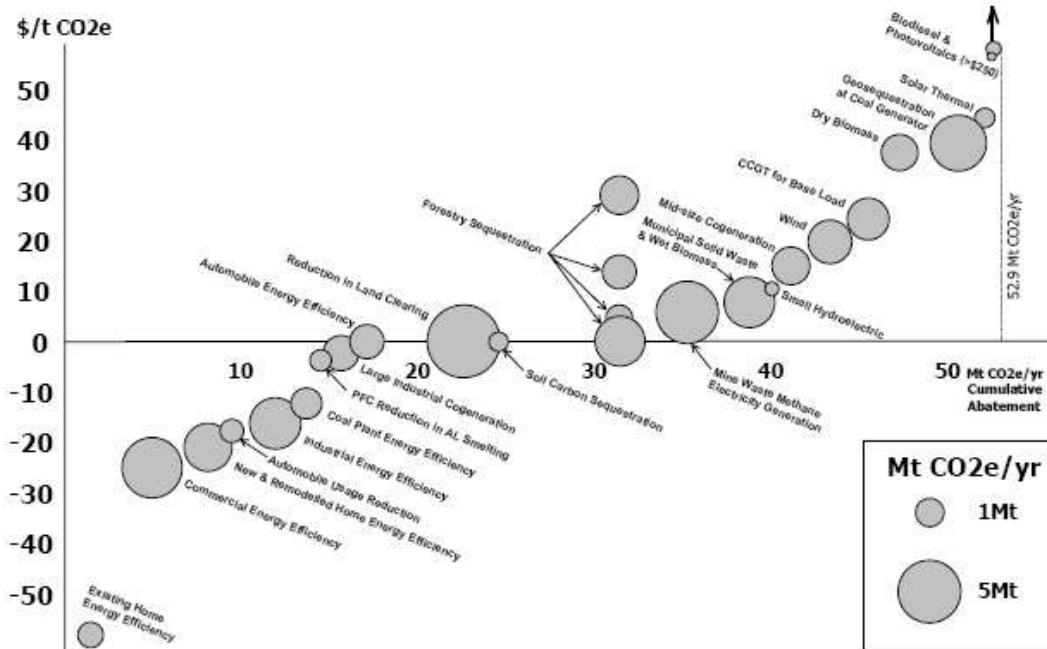 $/t CO2e
50
40
30
20
10
0
-10
-20
-30
-40
-50
10
20
30
40
50
Mt CO2e/yr
Cumulative
Abatement
52.9 Mt CO2e/yr
Biodiesel &
Photovoltaics (>$250)
Solar Thermal
Geosequestration
at Coal Generator
Dry Biomass
CCGT for Base Load
Wind
Mid-size Cogeneration
Municipal Solid Waste
& Wet Biomass
Small Hydroelectric
Mine Waste Methane
Electricity Generation
Forestry Sequestration
Soil Carbon Sequestration
Reduction in Land Clearing
Automobile Energy Efficiency
Large Industrial Cogeneration
PFC Reduction in AL Smelting
Coal Plant Energy Efficiency
Industrial Energy Efficiency
Automobile Usage Reduction
New & Remodelled Home Energy Efficiency
Commercial Energy Efficiency
Existing Home
Energy Efficiency
Mt CO2e/yr
1Mt
5Mt